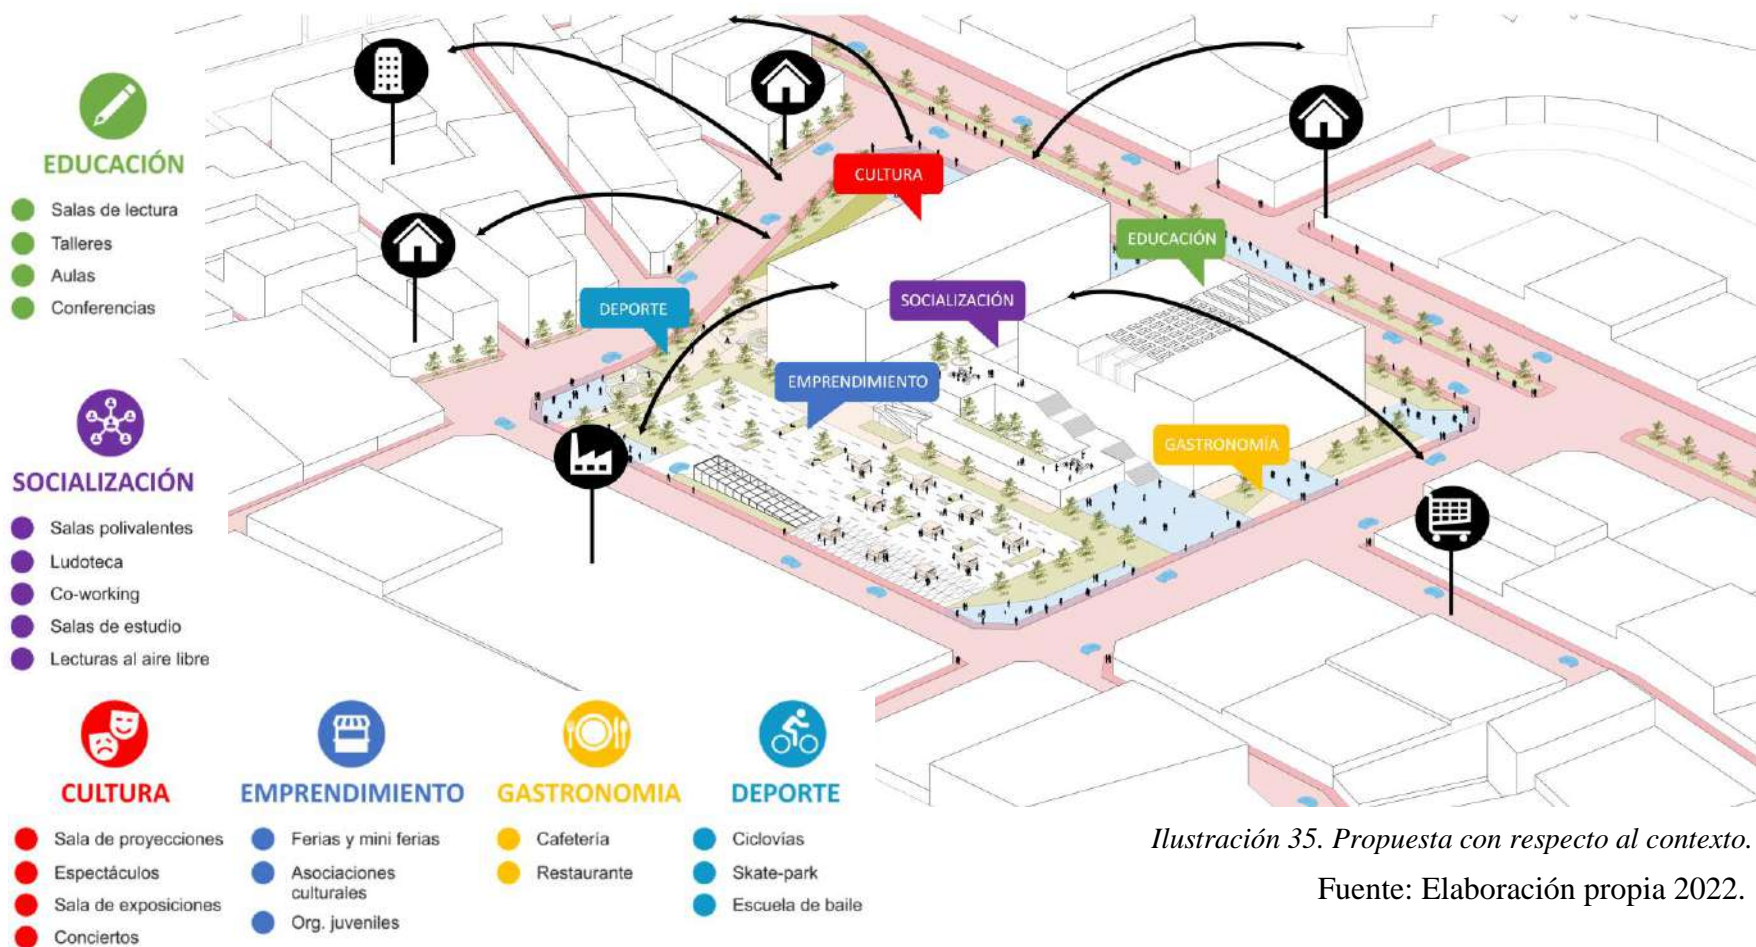 EDUCACIÓN
Salas de lectura
Talleres
Aulas
Conferencias
SOCIALIZACIÓN
Salas polivalentes
Ludoteca
Co-working
Salas de estudio
Lecturas al aire libre
CULTURA
Sala de proyecciones
Espectáculos
Sala de exposiciones
Conciertos
EMPRENDIMIENTO
Ferias y mini ferias
Asociaciones
culturales
Org. juveniles
GASTRONOMIA
Cafetería
Restaurante
DEPORTE
Ciclovías
Skate-park
Escuela de baile
CULTURA
EDUCACIÓN
SOCIALIZACIÓN
DEPORTE
EMPRENDIMIENTO
GASTRONOMÍA
Ilustración 35. Propuesta con respecto al contexto.
Fuente: Elaboración propia 2022.